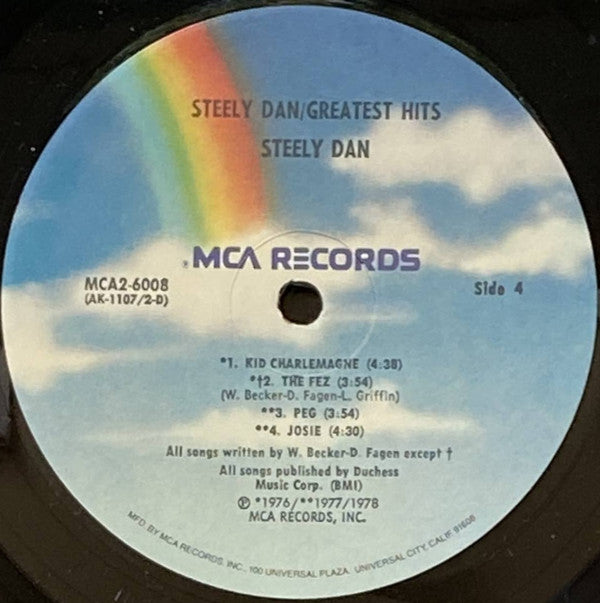 STEELY DAN/GREATEST HITS
STEELY DAN
MCA RECORDS
MCA2-6008
(AK-1107/2-D)
Side 4
*1. KID CHARLEMAGNE (4:38)
*†2. THE FEZ (3:54)
(W. Becker-D. Fagen-L. Griffin)
**3. PEG (3:54)
**4. JOSIE (4:30)
All songs written by W. Becker-D. Fagen except †
All songs published by Duchess
Music Corp. (BMI)
℗ *1976/**1977/1978
MCA RECORDS, INC.
MFD. BY MCA RECORDS, INC., 100 UNIVERSAL PLAZA, UNIVERSAL CITY, CALIF. 91608